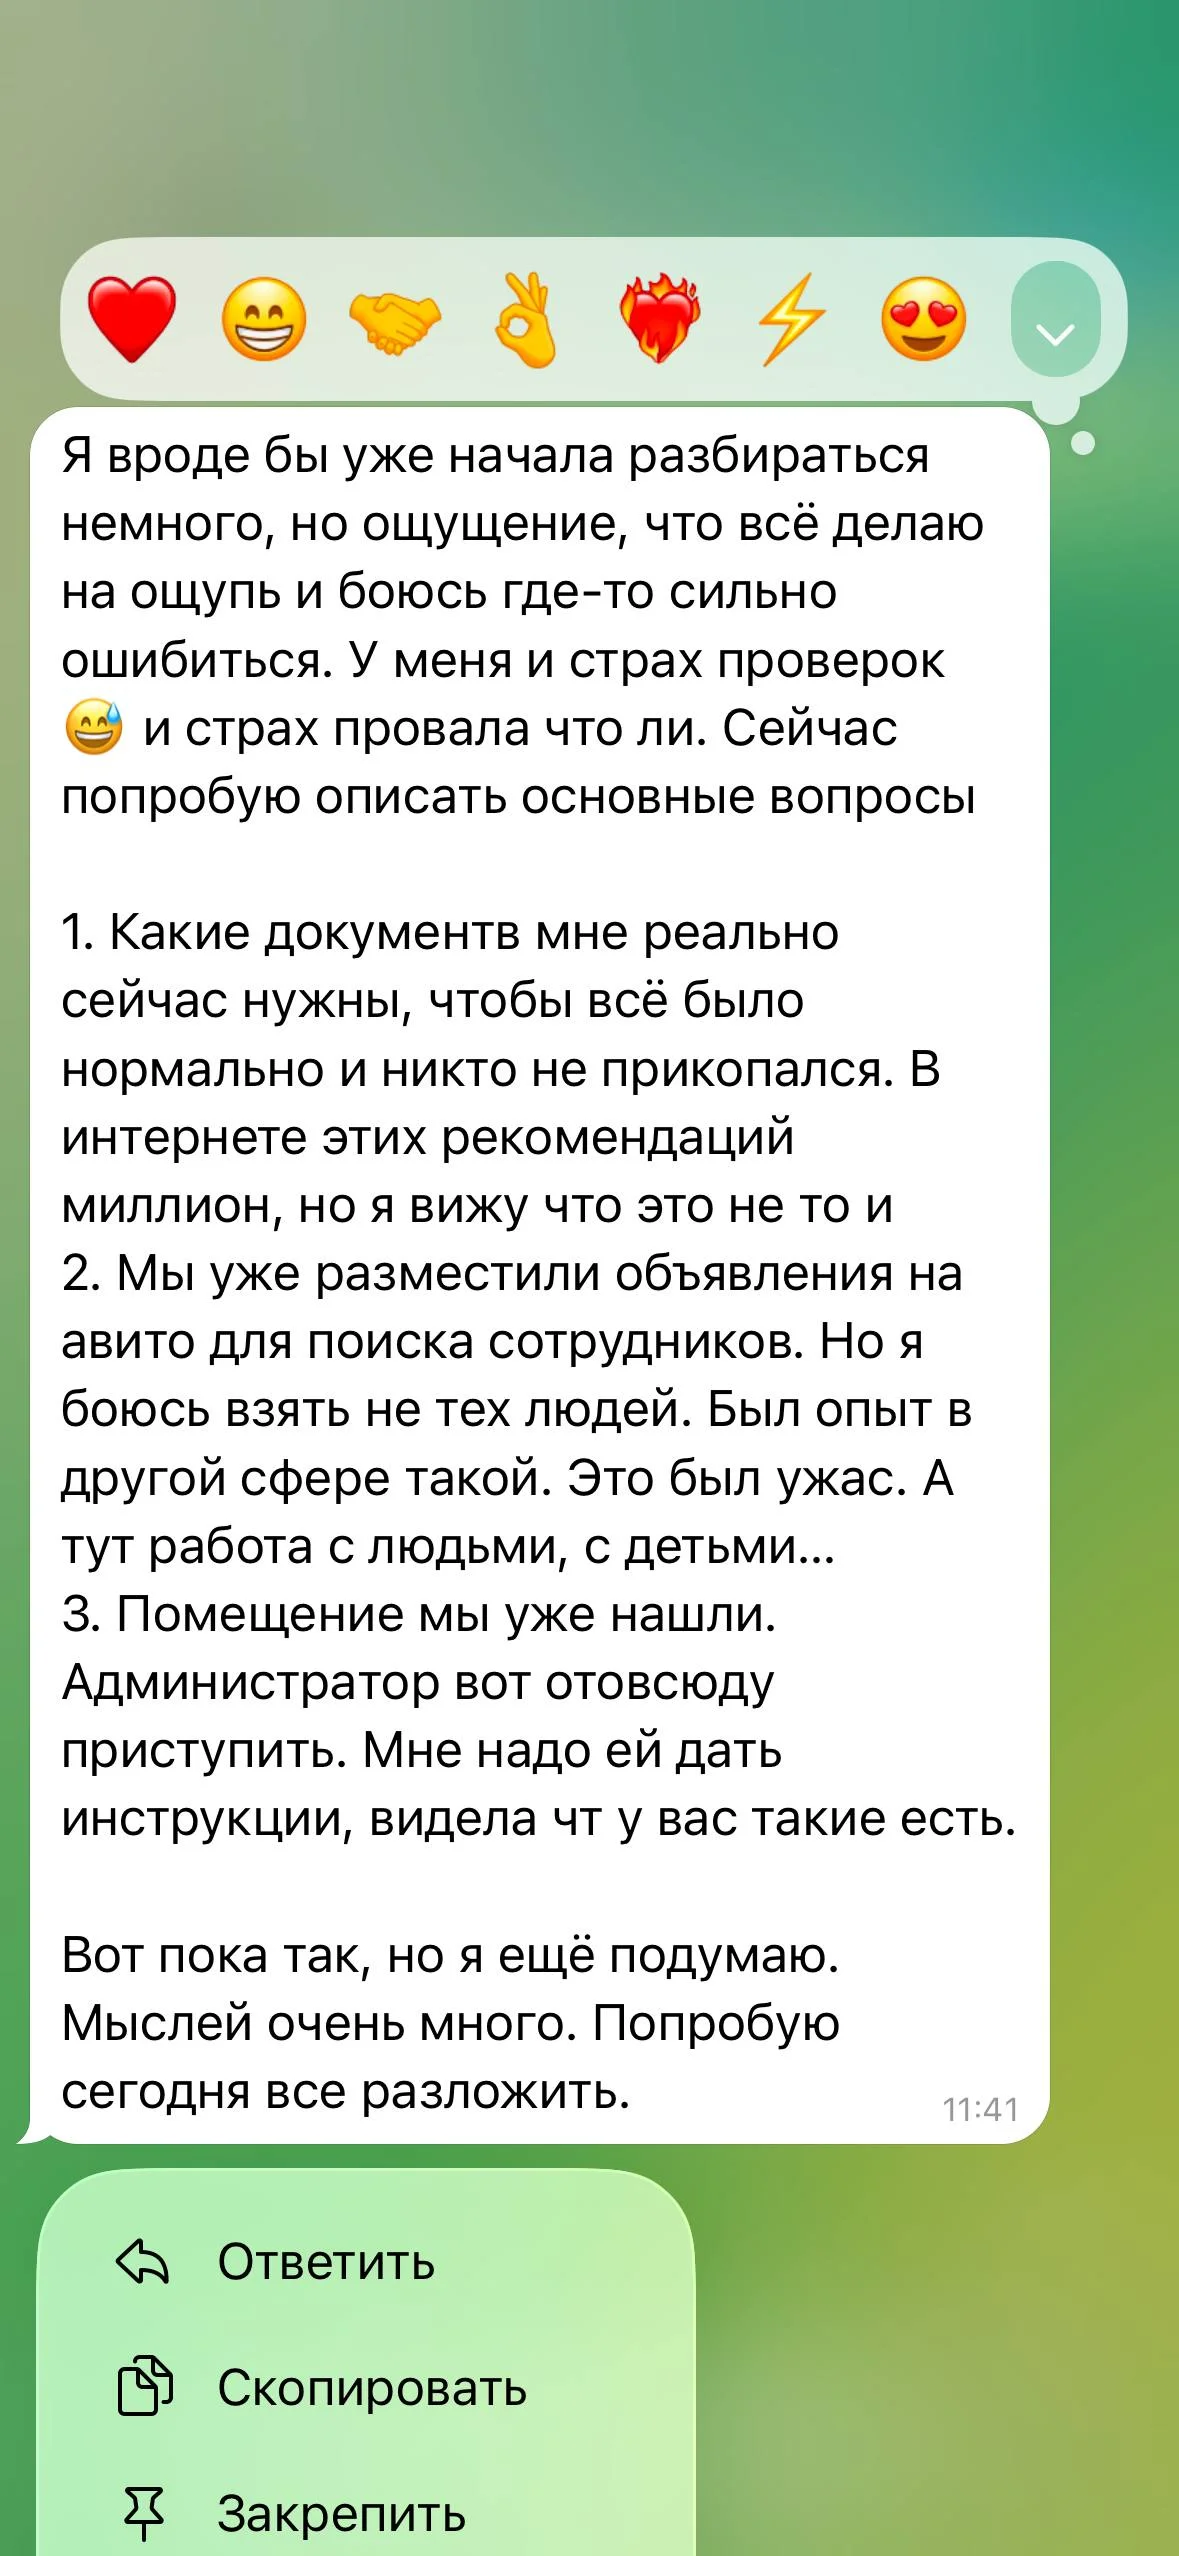 Я вроде бы уже начала разбираться
немного, но ощущение, что всё делаю
на ощупь и боюсь где-то сильно
ошибиться. У меня и страх проверок
😅 и страх провала что ли. Сейчас
попробую описать основные вопросы
1. Какие документв мне реально
сейчас нужны, чтобы всё было
нормально и никто не прикопался. В
интернете этих рекомендаций
миллион, но я вижу что это не то и
2. Мы уже разместили объявления на
авито для поиска сотрудников. Но я
боюсь взять не тех людей. Был опыт в
другой сфере такой. Это был ужас. А
тут работа с людьми, с детьми...
3. Помещение мы уже нашли.
Администратор вот отовсюду
приступить. Мне надо ей дать
инструкции, видела чт у вас такие есть.
Вот пока так, но я ещё подумаю.
Мыслей очень много. Попробую
сегодня все разложить.
11:41
Ответить
Скопировать
Закрепить